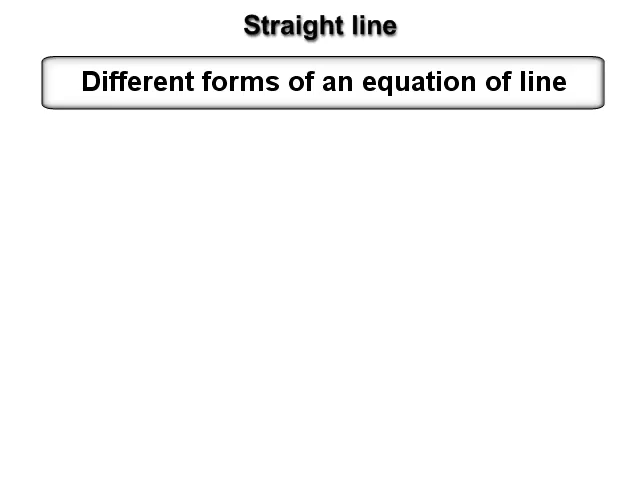 Straight line
Different forms of an equation of line